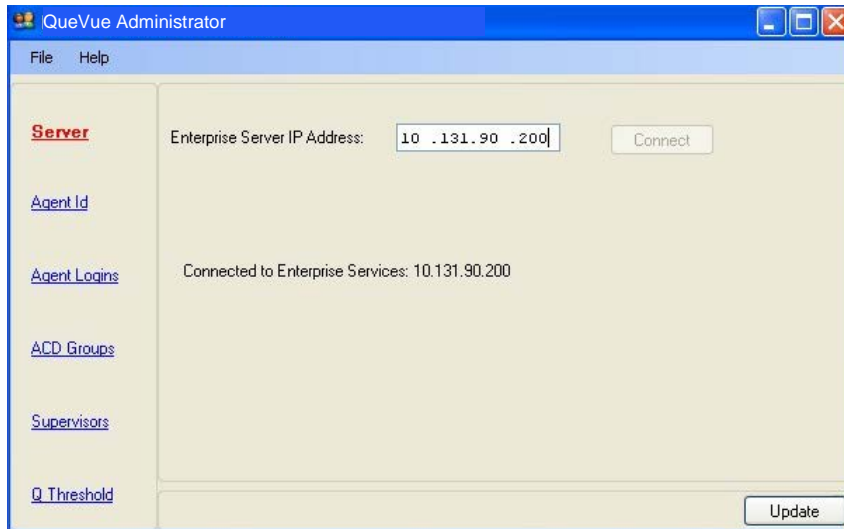 QueVue Administrator
File Help
Server
Enterprise Server IP Address: 10 .131.90 .200 Connect
Agent Id
Agent Logins
Connected to Enterprise Services: 10.131.90.200
ACD Groups
Supervisors
Q Threshold
Update